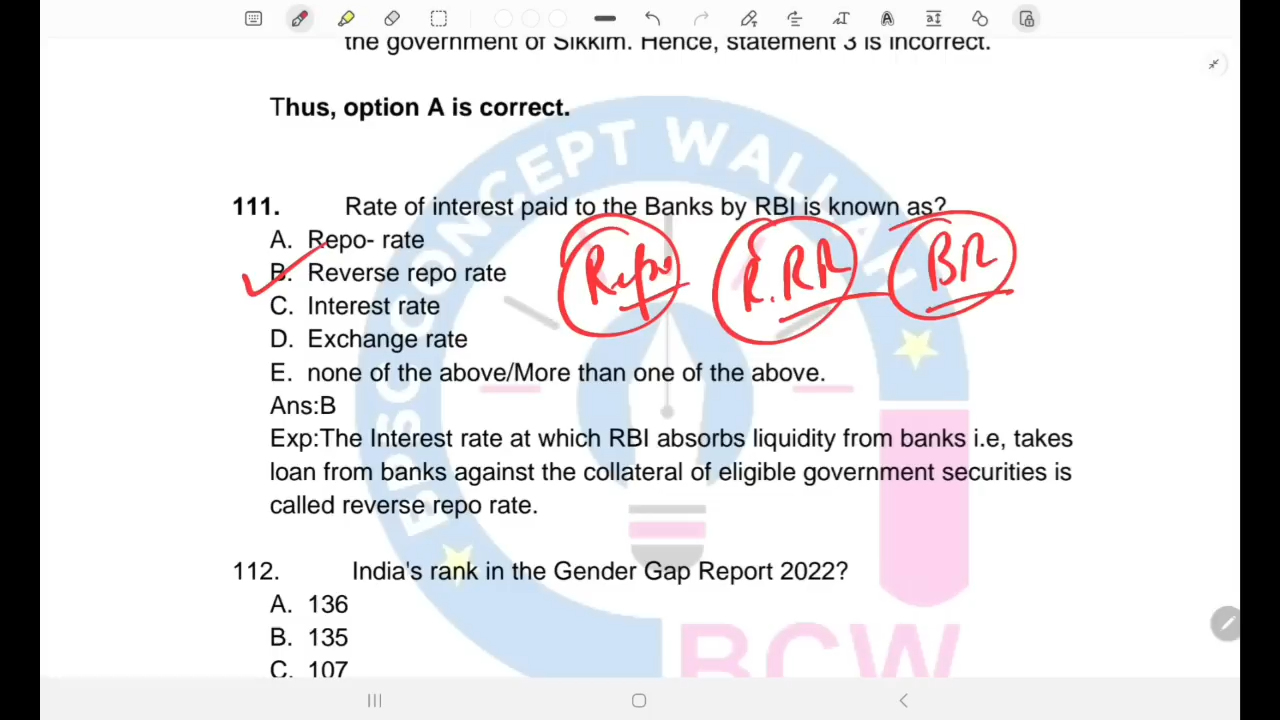 the government of Sikkim. Hence, statement 3 is incorrect.
Thus, option A is correct.
111. Rate of interest paid to the Banks by RBI is known as?
A. Repo- rate
B. Reverse repo rate
Repo R.RR BR
C. Interest rate
D. Exchange rate
E. none of the above/More than one of the above.
Ans:B
Exp:The Interest rate at which RBI absorbs liquidity from banks i.e, takes
loan from banks against the collateral of eligible government securities is
called reverse repo rate.
112. India's rank in the Gender Gap Report 2022?
A. 136
B. 135
C. 107
BPSC CONCEPT WALLAH
BCW